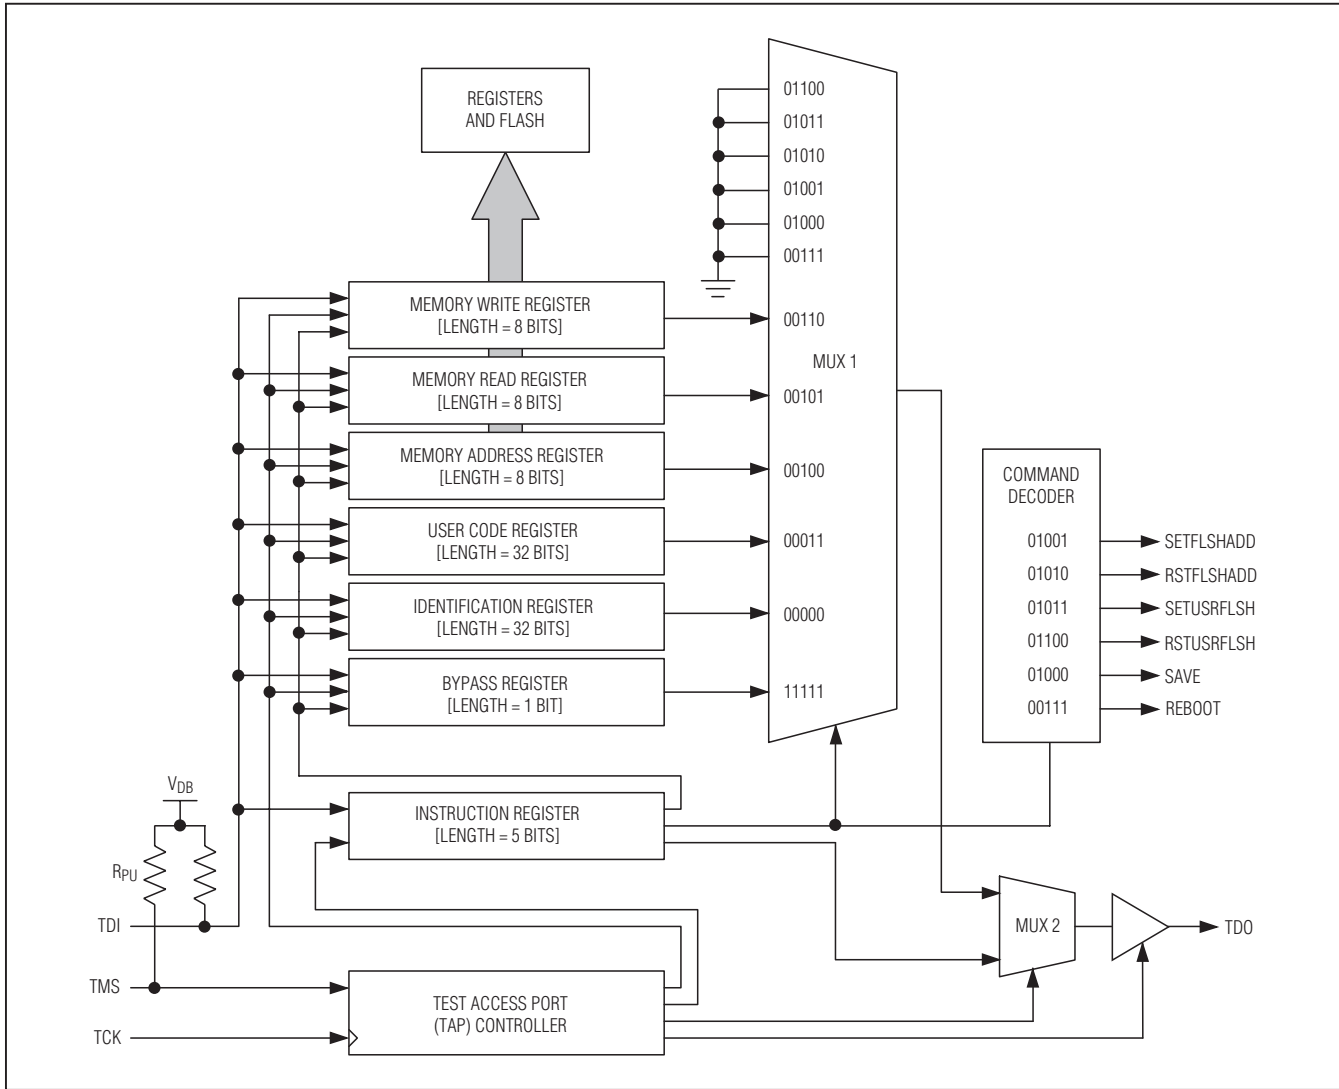 REGISTERS
AND FLASH
01100
01011
01010
01001
01000
00111
MEMORY WRITE REGISTER
[LENGTH = 8 BITS]
00110
MUX 1
MEMORY READ REGISTER
[LENGTH = 8 BITS]
00101
MEMORY ADDRESS REGISTER
[LENGTH = 8 BITS]
00100
USER CODE REGISTER
[LENGTH = 32 BITS]
00011
IDENTIFICATION REGISTER
[LENGTH = 32 BITS]
00000
BYPASS REGISTER
[LENGTH = 1 BIT]
11111
COMMAND
DECODER
01001 SETFLSHADD
01010 RSTFLSHADD
01011 SETUSRFLSH
01100 RSTUSRFLSH
01000 SAVE
00111 REBOOT
INSTRUCTION REGISTER
[LENGTH = 5 BITS]
VDB
RPU
TDI
TMS
TCK
TEST ACCESS PORT
(TAP) CONTROLLER
MUX 2
TDO